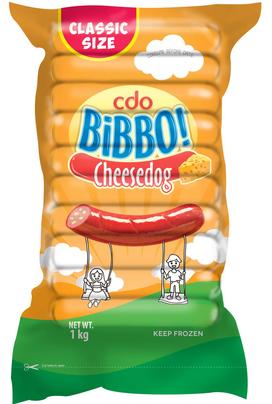 CLASSIC
SIZE
cdo
BiBBO!
Cheesedog
NET WT.
1 kg
KEEP FROZEN